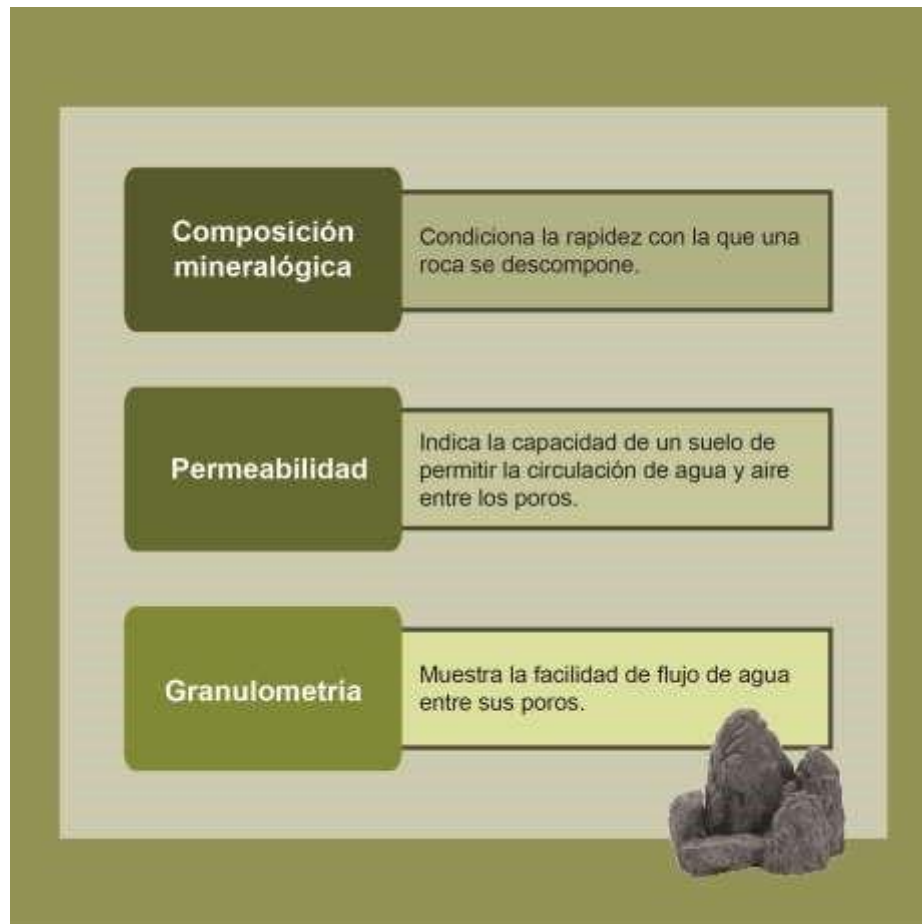 Composición
mineralógica
Condiciona la rapidez con la que una
roca se descompone.
Permeabilidad
Indica la capacidad de un suelo de
permitir la circulación de agua y aire
entre los poros.
Granulometria
Muestra la facilidad de flujo de agua
entre sus poros.